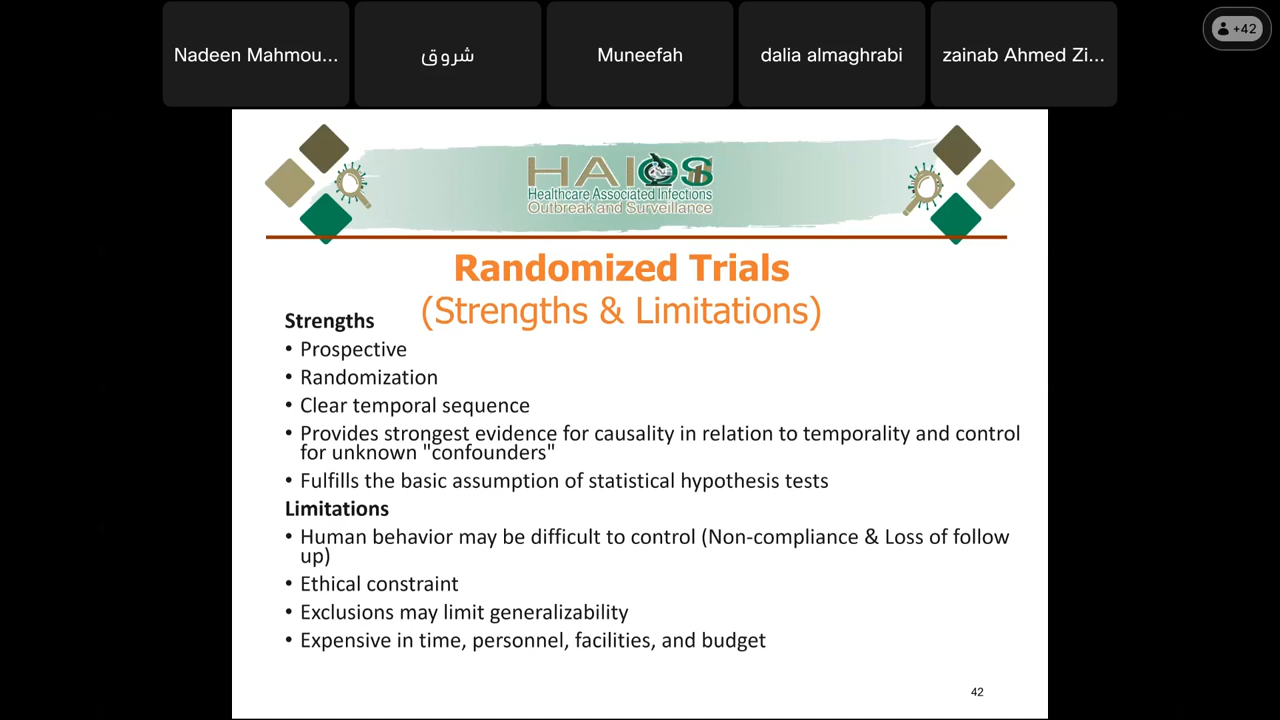 Nadeen Mahmou...
شروق
Muneefah
dalia almaghrabi
zainab Ahmed Zi...
+42
HAIOS
Healthcare Associated Infections
Outbreak and Surveillance
Randomized Trials
(Strengths & Limitations)
Strengths
• Prospective
• Randomization
• Clear temporal sequence
• Provides strongest evidence for causality in relation to temporality and control
for unknown "confounders"
• Fulfills the basic assumption of statistical hypothesis tests
Limitations
• Human behavior may be difficult to control (Non-compliance & Loss of follow
up)
• Ethical constraint
• Exclusions may limit generalizability
• Expensive in time, personnel, facilities, and budget
42